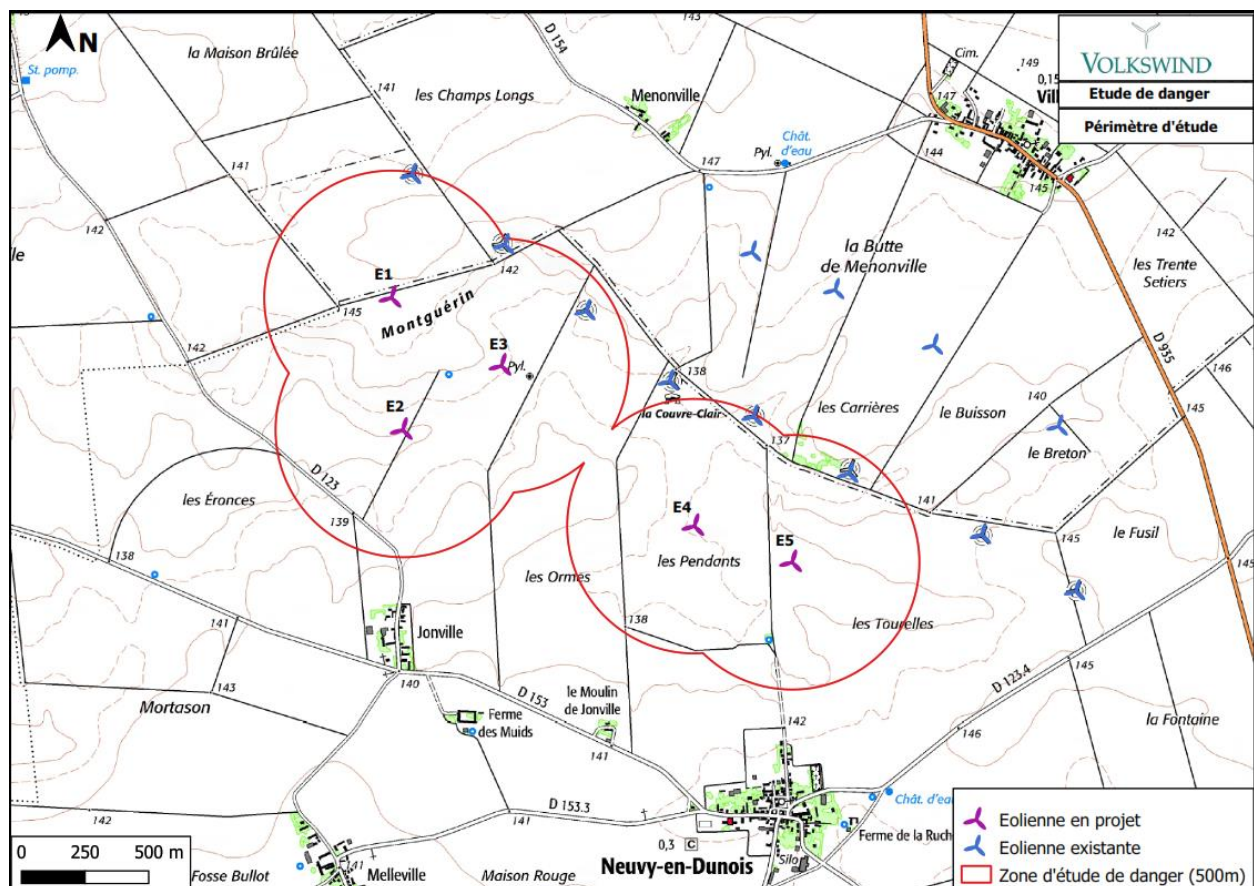 N
la Maison Brûlée
St. pomp.
141
les Champs Longs
D 154
143
Menonville
Cim.
149
0,15
Vill
147
VOLKSWIND
Etude de danger
Périmètre d'étude
Pyl.
Chât.
d'eau
147
144
145
141
142
142
les Trente
Setiers
la Butte
de Menonville
142
E1
145
Montguérin
D 935
142
E3
Pyl.
138
146
E2
la Couvre-Clair
les Carrières
le Buisson
140
145
137
le Breton
les Éronces
D 123
139
141
le Fusil
138
E4
E5
145
145
les Ormes
les Pendants
138
les Tourelles
141
Jonville
145
D 123.4
140
143
Mortason
D 153
le Moulin
de Jonville
la Fontaine
Ferme
des Muids
142
146
141
D 153.3
Chât. d'eau
142
141
0,3
C
Ferme de la Ruch
Silo
Neuvy-en-Dunois
141
Melleville
Fosse Bullot
Maison Rouge
0 250 500 m
Eolienne en projet
Eolienne existante
Zone d'étude de danger (500m)